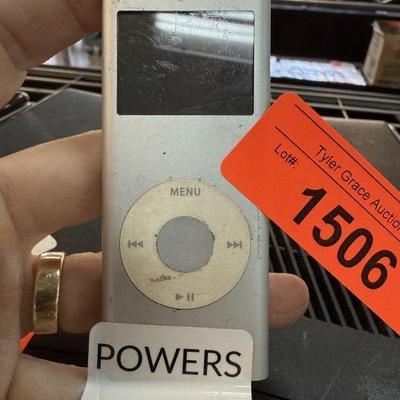 MENU
Tyler Grace Auction
Lot#:
1506
POWERS